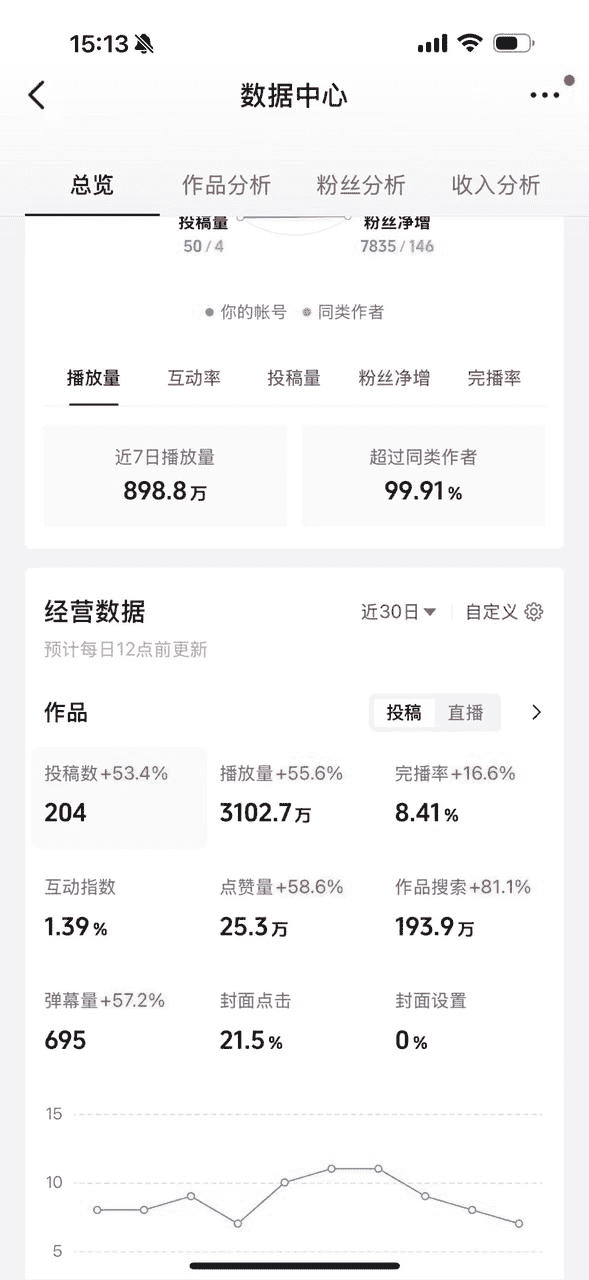 15:13
数据中心
总览 作品分析 粉丝分析 收入分析
投稿量 粉丝净增
50 / 4 7835 / 146
你的帐号 同类作者
播放量 互动率 投稿量 粉丝净增 完播率
近7日播放量 超过同类作者
898.8万 99.91%
经营数据 近30日 自定义
预计每日12点前更新
作品 投稿 直播
投稿数+53.4% 播放量+55.6% 完播率+16.6%
204 3102.7万 8.41%
互动指数 点赞量+58.6% 作品搜索+81.1%
1.39% 25.3万 193.9万
弹幕量+57.2% 封面点击 封面设置
695 21.5% 0%
15
10
5